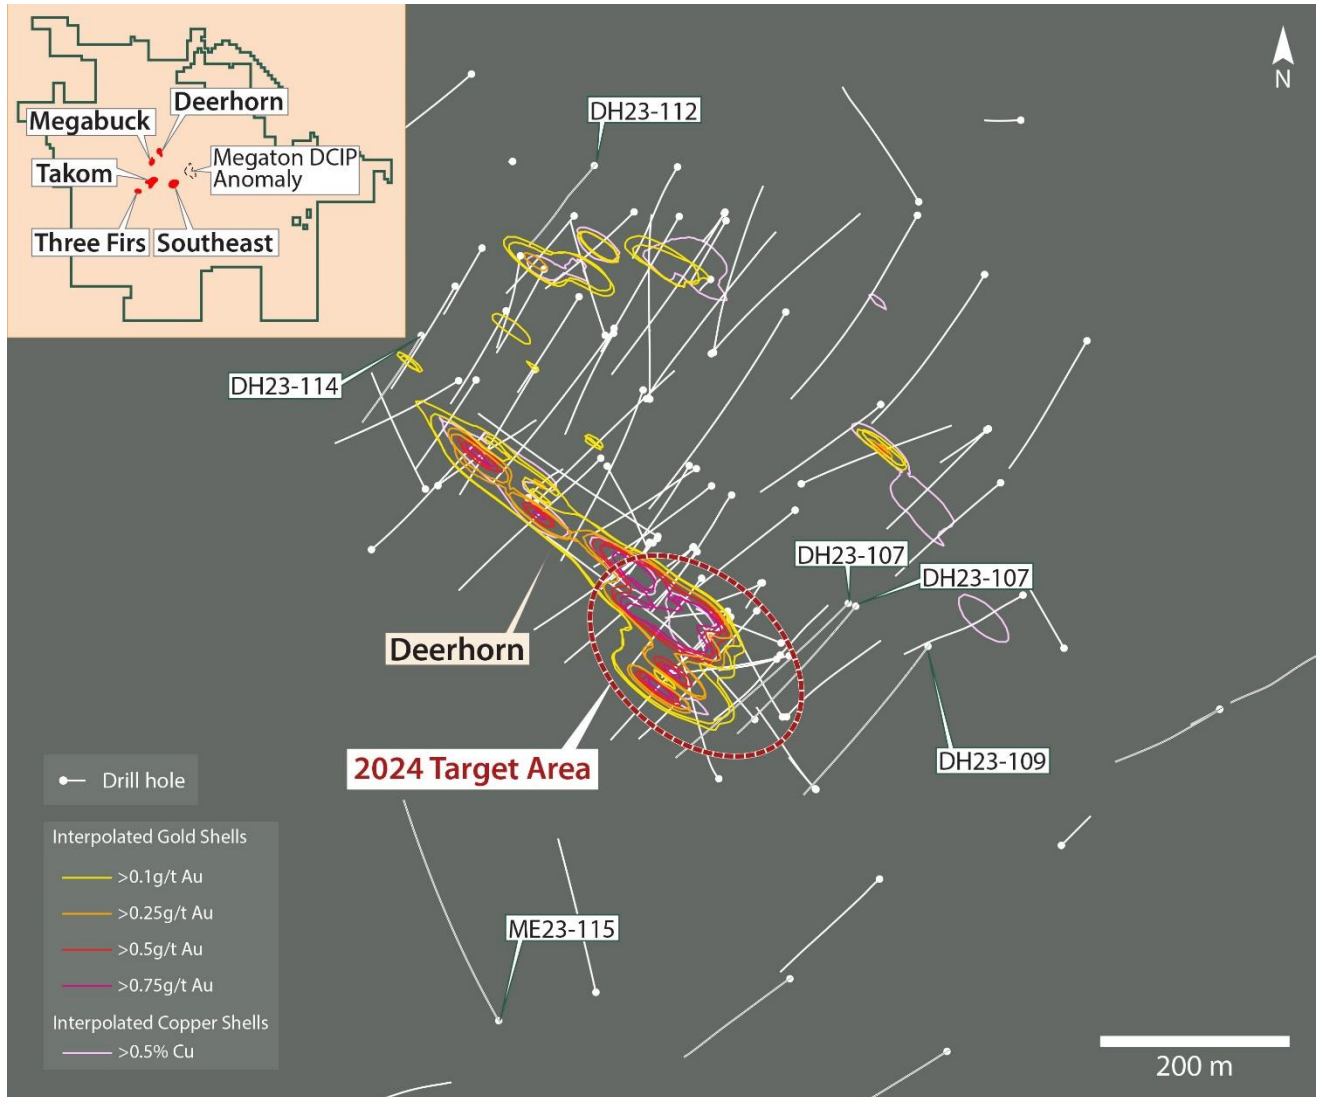 Deerhorn
Megabuck
Megaton DCIP
Anomaly
Takom
Three Firs
Southeast
N
DH23-112
DH23-114
DH23-107
DH23-107
Deerhorn
2024 Target Area
DH23-109
ME23-115
Drill hole
Interpolated Gold Shells
>0.1g/t Au
>0.25g/t Au
>0.5g/t Au
>0.75g/t Au
Interpolated Copper Shells
>0.5% Cu
200 m